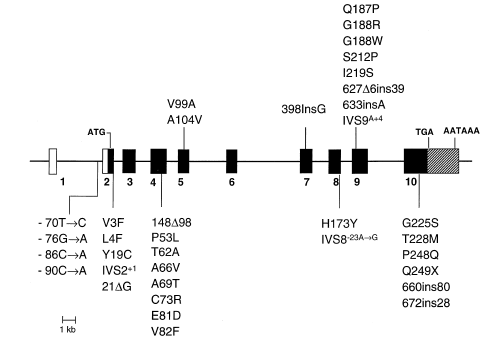 Q187P
G188R
G188W
S212P
I219S
627Δ6ins39
633insA
IVS9A+4
V99A
A104V
398InsG
ATG
TGA
AATAAA
1 2 3 4 5 6 7 8 9 10
- 70T→C
- 76G→A
- 86C→A
- 90C→A
V3F
L4F
Y19C
IVS2+1
21ΔG
148Δ98
P53L
T62A
A66V
A69T
C73R
E81D
V82F
H173Y
IVS8-23A→G
G225S
T228M
P248Q
Q249X
660ins80
672ins28
1 kb